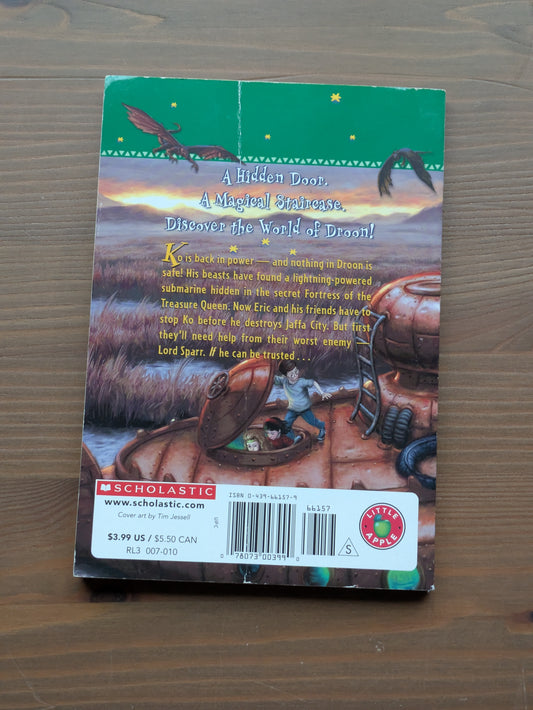 A Hidden Door.
A Magical Staircase.
Discover the World of Droon!
Ko is back in power — and nothing in Droon is
safe! His beasts have found a lightning-powered
submarine hidden in the secret Fortress of the
Treasure Queen. Now Eric and his friends have to
stop Ko before he destroys Jaffa City. But first
they'll need help from their worst enemy
Lord Sparr. If he can be trusted . . .
SCHOLASTIC
www.scholastic.com
Cover art by Tim Jessell
$3.99 US / $5.50 CAN
RL3 007-010
ISBN 0-439-66157-9
66157
0 78073 00399 0
S
LITTLE
APPLE